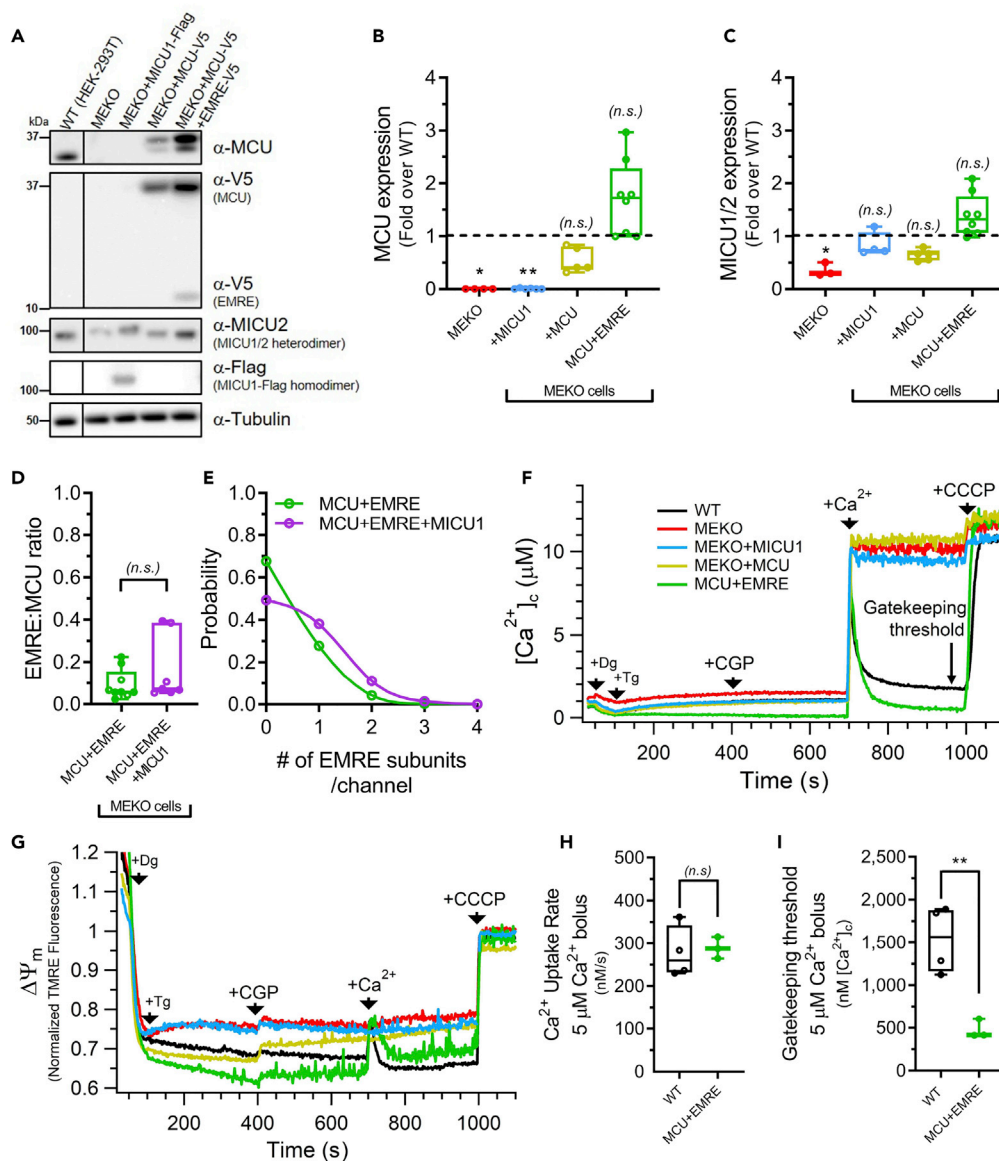 A
WT (HEK-293T)
MEKO
MEKO+MICU1-Flag
MEKO+MCU-V5
MEKO+MCU-V5
+EMRE-V5
kDa
37
α-MCU
37
α-V5
(MCU)
α-V5
(EMRE)
10
100
α-MICU2
(MICU1/2 heterodimer)
α-Flag
(MICU1-Flag homodimer)
100
50
α-Tubulin
B
MCU expression
(Fold over WT)
4
3
2
1
0
*
**
(n.s.)
(n.s.)
MEKO
+MICU1
+MCU
MCU+EMRE
MEKO cells
C
MICU1/2 expression
(Fold over WT)
4
3
2
1
0
*
(n.s.)
(n.s.)
(n.s.)
MEKO
+MICU1
+MCU
MCU+EMRE
MEKO cells
D
EMRE:MCU ratio
1.0
0.8
0.6
0.4
0.2
0.0
(n.s.)
MCU+EMRE
MCU+EMRE
+MICU1
MEKO cells
E
Probability
1.0
0.8
0.6
0.4
0.2
0.0
MCU+EMRE
MCU+EMRE+MICU1
0 1 2 3 4
# of EMRE subunits
/channel
F
[Ca²⁺]c (μM)
10
5
0
WT
MEKO
MEKO+MICU1
MEKO+MCU
MCU+EMRE
+Dg
+Tg
+CGP
+Ca²⁺
+CCCP
Gatekeeping
threshold
200 400 600 800 1000
Time (s)
G
ΔΨm
(Normalized TMRE Fluorescence)
1.2
1.1
1
0.9
0.8
0.7
0.6
+Dg
+Tg
+CGP
+Ca²⁺
+CCCP
200 400 600 800 1000
Time (s)
H
Ca²⁺ Uptake Rate
5 μM Ca²⁺ bolus
(nM/s)
500
400
300
200
100
0
(n.s)
WT
MCU+EMRE
I
Gatekeeping threshold
5 μM Ca²⁺ bolus
(nM [Ca²⁺]c)
2,500
2,000
1,500
1,000
500
0
**
WT
MCU+EMRE